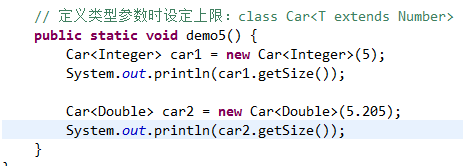 // 定义类型参数时设定上限：class Car<T extends Number>
public static void demo5() {
Car<Integer> car1 = new Car<Integer>(5);
System.out.println(car1.getSize());
Car<Double> car2 = new Car<Double>(5.205);
System.out.println(car2.getSize());
}